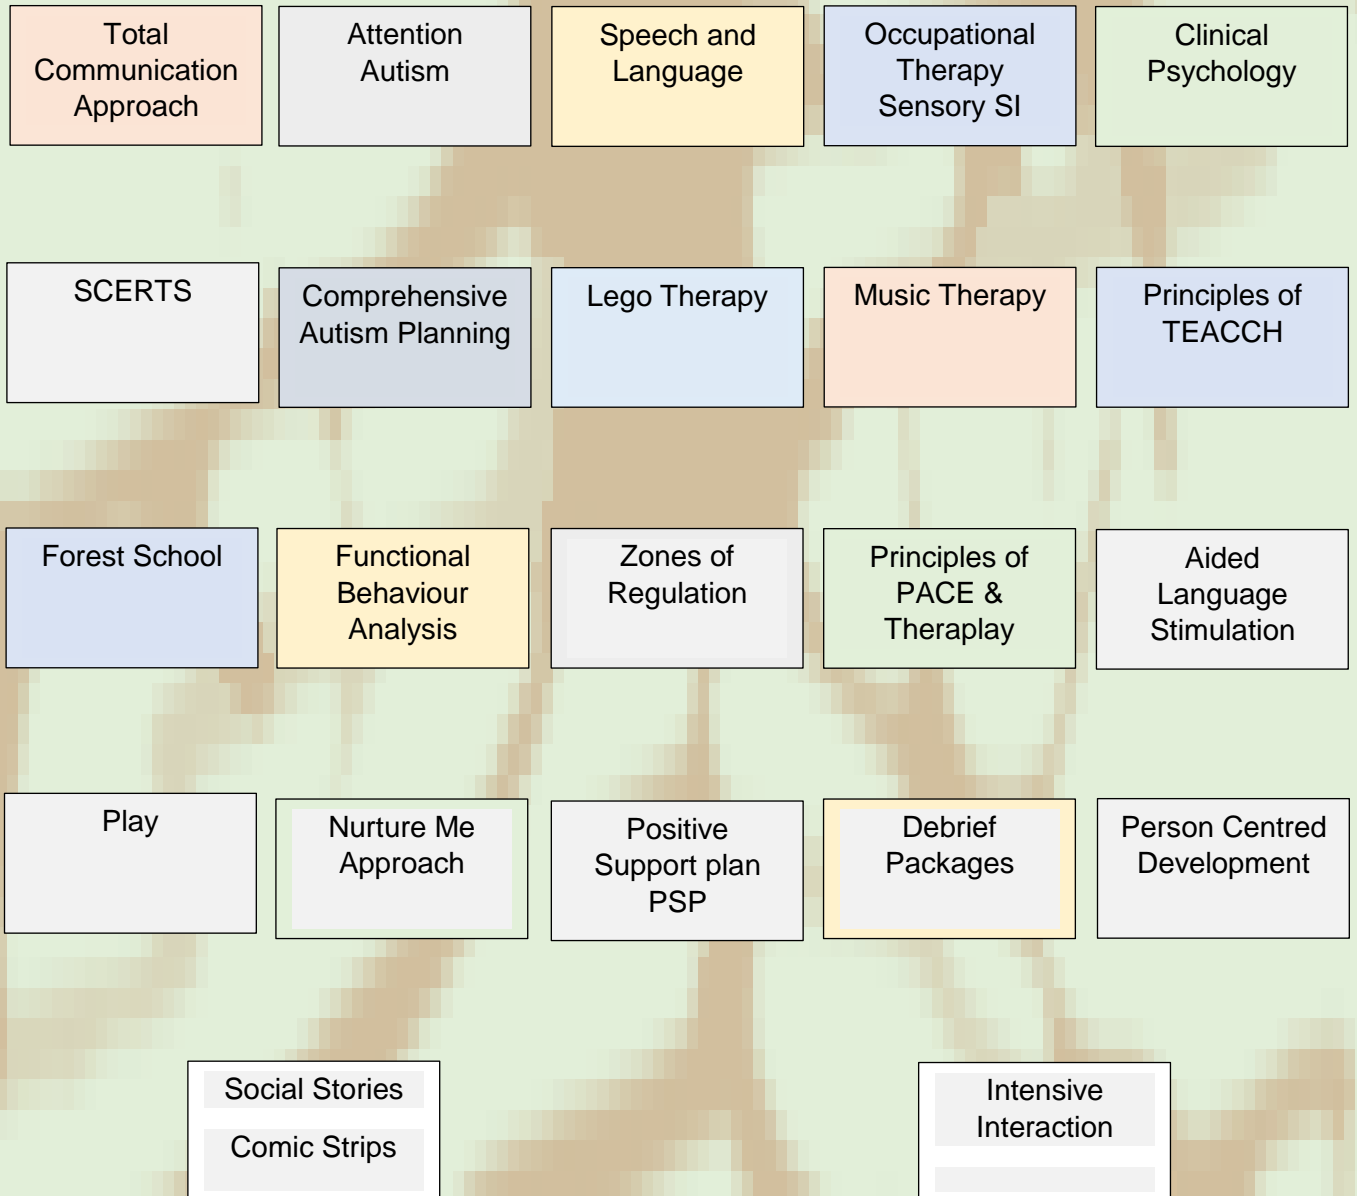 Total
Communication
Approach
Attention
Autism
Speech and
Language
Occupational
Therapy
Sensory SI
Clinical
Psychology
SCERTS
Comprehensive
Autism Planning
Lego Therapy
Music Therapy
Principles of
TEACCH
Forest School
Functional
Behaviour
Analysis
Zones of
Regulation
Principles of
PACE &
Theraplay
Aided
Language
Stimulation
Play
Nurture Me
Approach
Positive
Support plan
PSP
Debrief
Packages
Person Centred
Development
Social Stories
Comic Strips
Intensive
Interaction